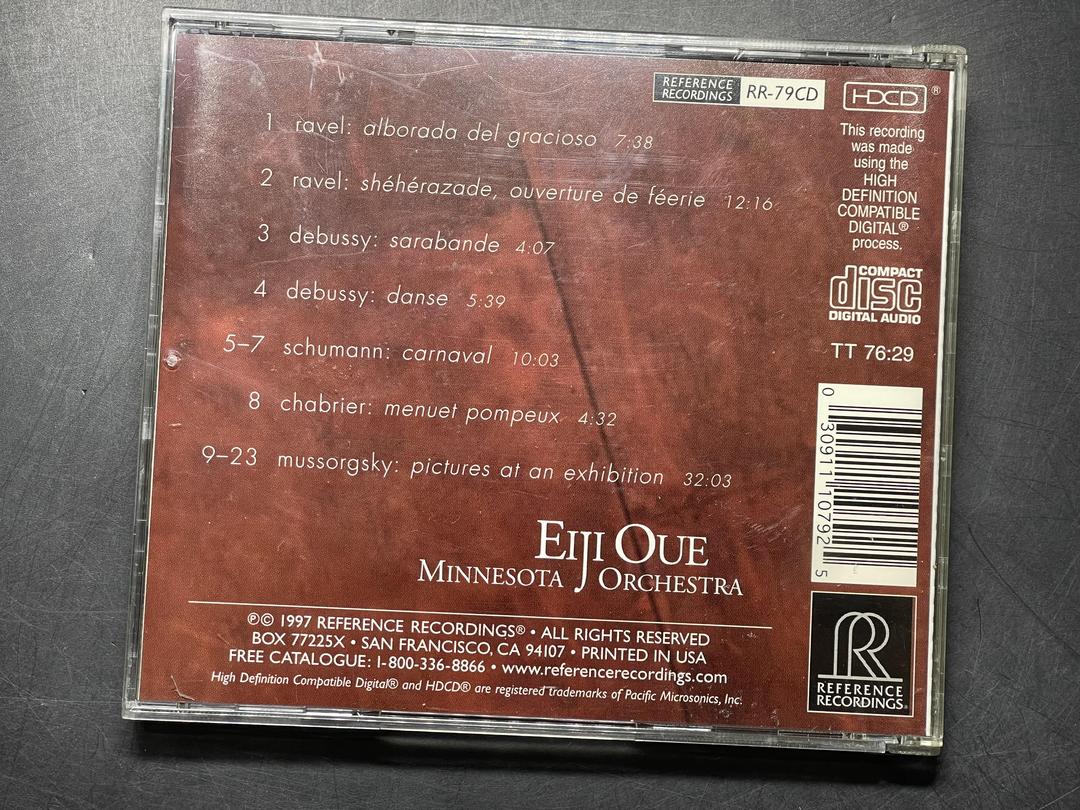 REFERENCE
RECORDINGS RR-79CD
HDCD®
This recording
was made
using the
HIGH
DEFINITION
COMPATIBLE
DIGITAL®
process.
COMPACT
disc
DIGITAL AUDIO
TT 76:29
1 ravel: alborada del gracioso 7:38
2 ravel: shéhérazade, ouverture de féerie 12:16
3 debussy: sarabande 4:07
4 debussy: danse 5:39
5–7 schumann: carnaval 10:03
8 chabrier: menuet pompeux 4:32
9–23 mussorgsky: pictures at an exhibition 32:03
EIJI OUE
MINNESOTA ORCHESTRA
℗© 1997 REFERENCE RECORDINGS® • ALL RIGHTS RESERVED
BOX 77225X • SAN FRANCISCO, CA 94107 • PRINTED IN USA
FREE CATALOGUE: 1-800-336-8866 • www.referencerecordings.com
High Definition Compatible Digital® and HDCD® are registered trademarks of Pacific Microsonics, Inc.
0 30911 10792 5
R
REFERENCE
RECORDINGS®